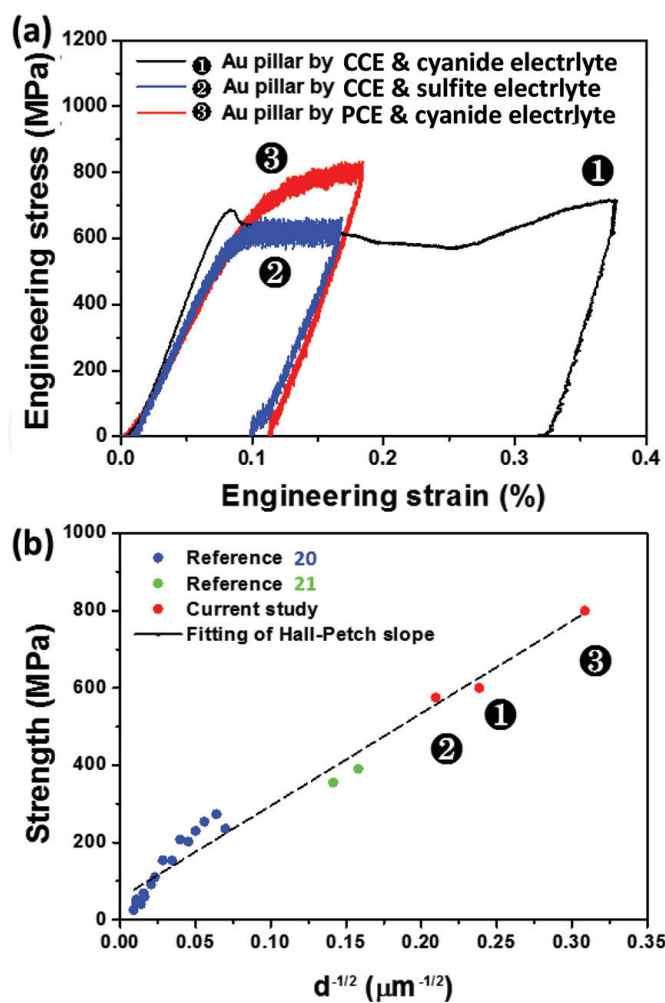 (a)
1200
1000
800
600
400
200
0
Engineering stress (MPa)
❶ Au pillar by CCE & cyanide electrlyte
❷ Au pillar by CCE & sulfite electrlyte
❸ Au pillar by PCE & cyanide electrlyte
❸
❶
❷
0.0 0.1 0.2 0.3 0.4
Engineering strain (%)
(b)
1000
800
600
400
200
0
Strength (MPa)
Reference 20
Reference 21
Current study
Fitting of Hall-Petch slope
❸
❶
❷
0.00 0.05 0.10 0.15 0.20 0.25 0.30 0.35
d⁻¹/² (μm⁻¹/²)